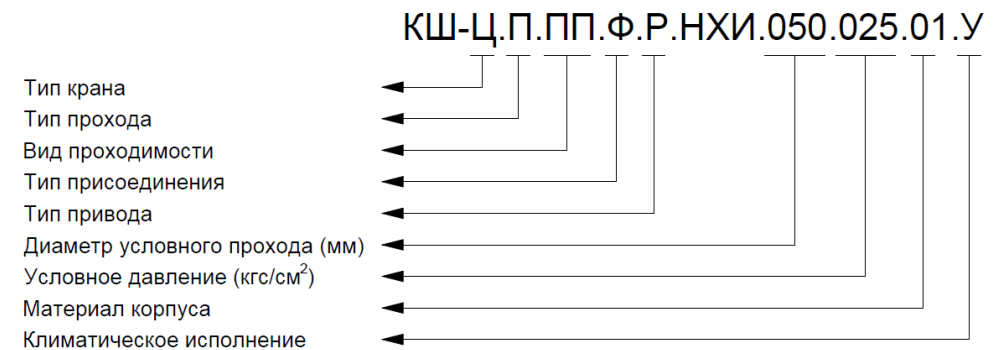 КШ-Ц.П.ПП.Ф.Р.НХИ.050.025.01.У
Тип крана
Тип прохода
Вид проходимости
Тип присоединения
Тип привода
Диаметр условного прохода (мм)
Условное давление (кгс/см²)
Материал корпуса
Климатическое исполнение